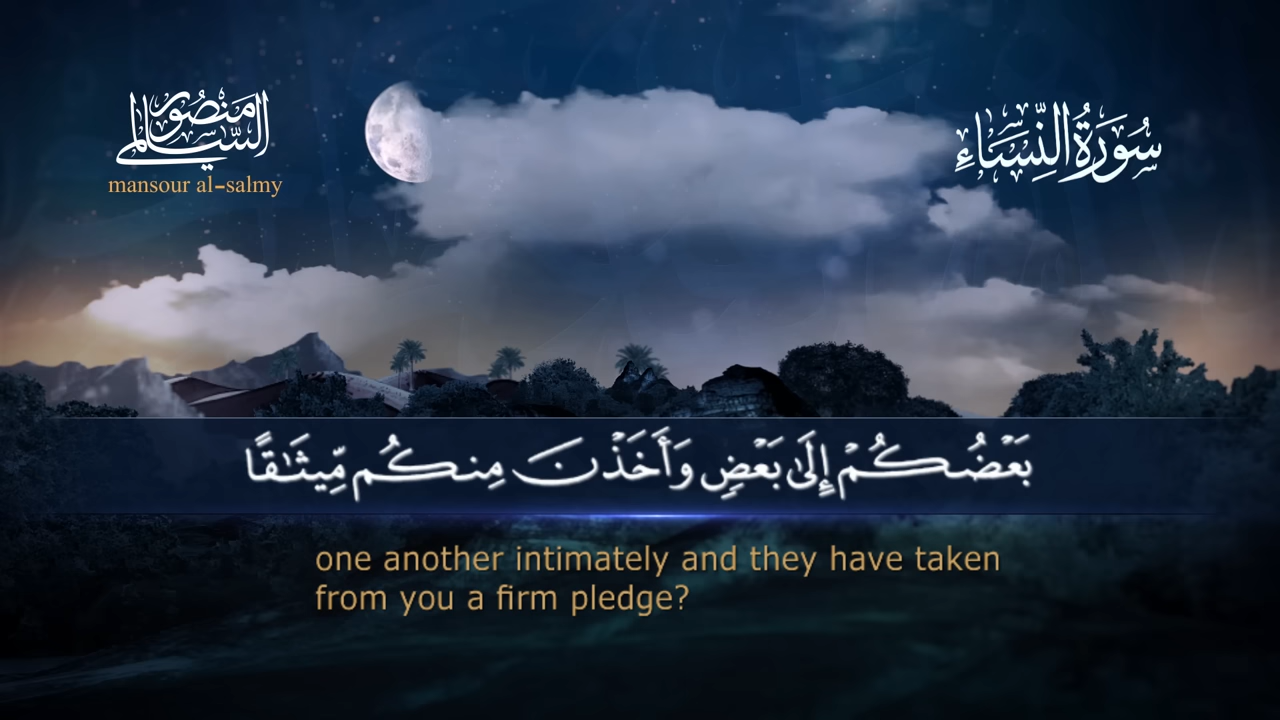 منصور السالمي
mansour al-salmy
سُورَةُ النِّسَاءِ
بَعْضُكُمْ إِلَىٰ بَعْضٍ وَأَخَذْنَ مِنكُم مِّيثَٰقًا
one another intimately and they have taken
from you a firm pledge?